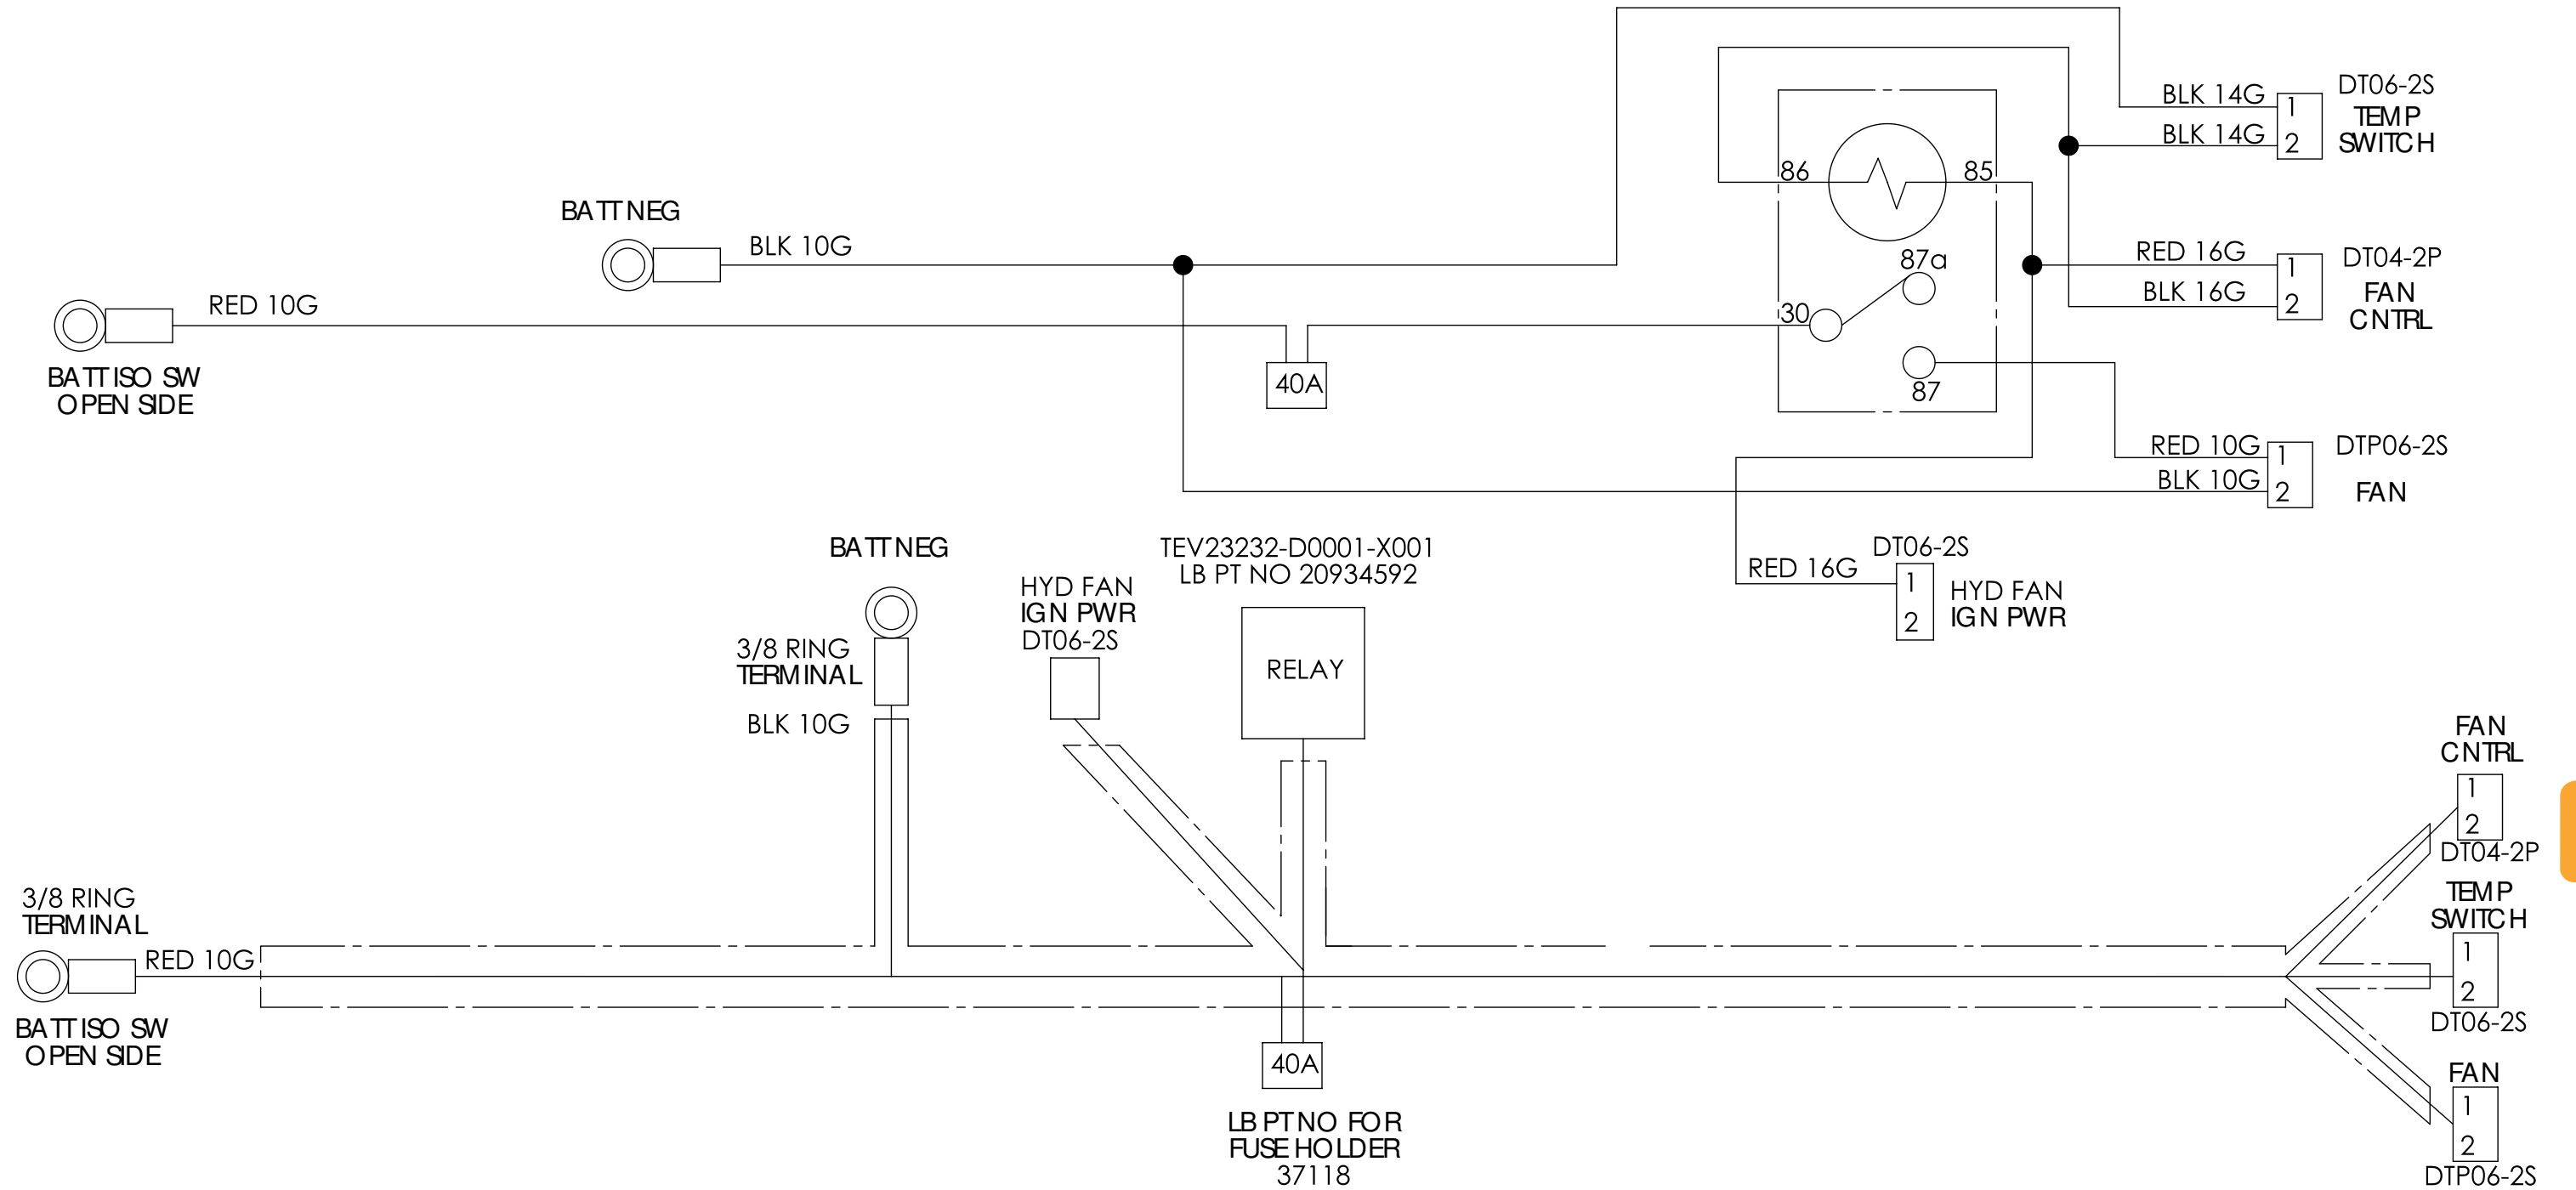 BLK 14G
1
DT06-2S
TEMP
SWITCH
BLK 14G
2
86
85
BATT NEG
BLK 10G
87a
RED 16G
1
DT04-2P
FAN
CNTRL
BLK 16G
2
RED 10G
30
BATT ISO SW
OPEN SIDE
40A
87
RED 10G
1
DTP06-2S
BLK 10G
2
FAN
DT06-2S
RED 16G
1
2
HYD FAN
IGN PWR
BATT NEG
3/8 RING
TERMINAL
BLK 10G
HYD FAN
IGN PWR
DT06-2S
TEV23232-D0001-X001
LB PT NO 20934592
RELAY
FAN
CNTRL
1
2
DT04-2P
3/8 RING
TERMINAL
RED 10G
BATT ISO SW
OPEN SIDE
TEMP
SWITCH
1
2
DT06-2S
40A
LB PT NO FOR
FUSE HOLDER
37118
FAN
1
2
DTP06-2S